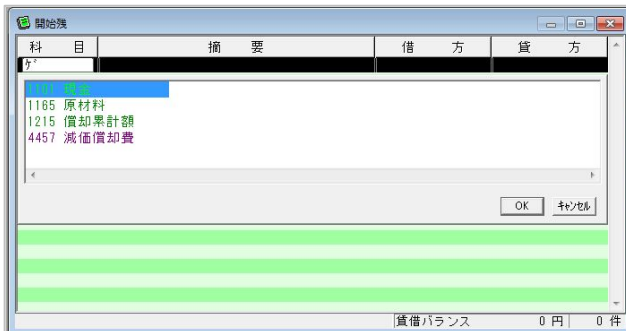 開始残
科 目 摘 要 借 方 貸 方
ｹﾞ
1101 現金
1165 原材料
1215 償却累計額
4457 減価償却費
OK ｷｬﾝｾﾙ
貸借バランス 0 円 0 件